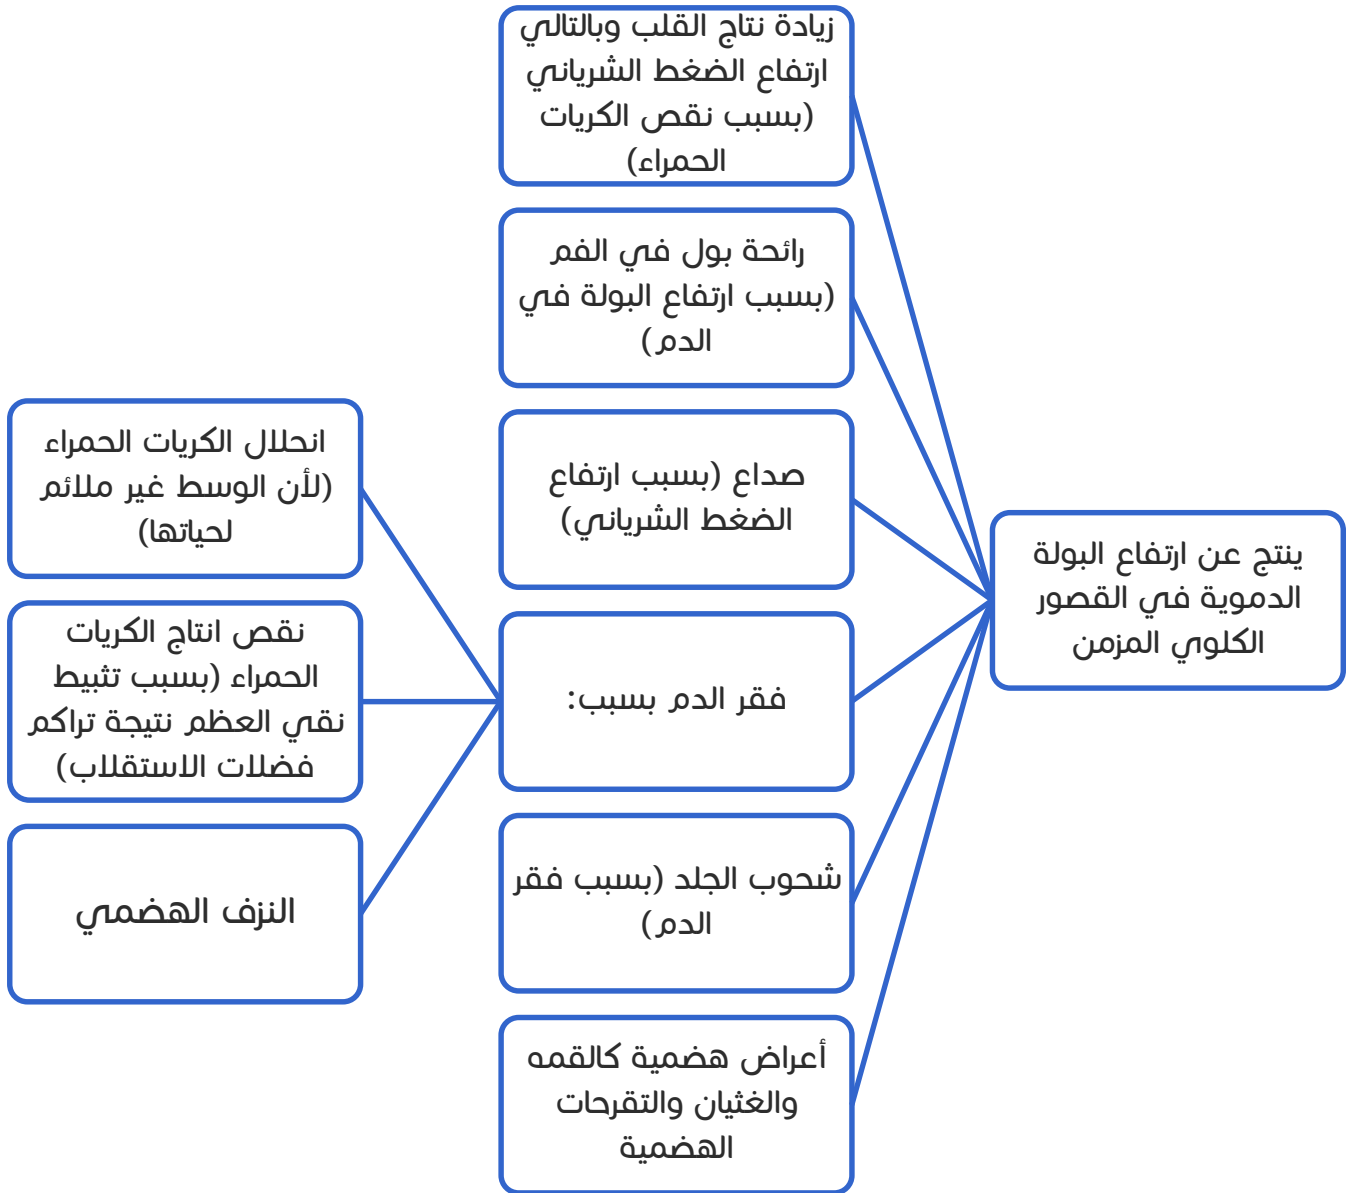 ينتج عن ارتفاع البولة
الدموية في القصور
الكلوي المزمن
زيادة نتاج القلب وبالتالي
ارتفاع الضغط الشرياني
(بسبب نقص الكريات
الحمراء)
رائحة بول في الفم
(بسبب ارتفاع البولة في
الدم)
صداع (بسبب ارتفاع
الضغط الشرياني)
فقر الدم بسبب:
انحلال الكريات الحمراء
(لأن الوسط غير ملائم
لحياتها)
نقص انتاج الكريات
الحمراء (بسبب تثبيط
نقي العظم نتيجة تراكم
فضلات الاستقلاب)
النزف الهضمي
شحوب الجلد (بسبب فقر
الدم)
أعراض هضمية كالقمه
والغثيان والتقرحات
الهضمية